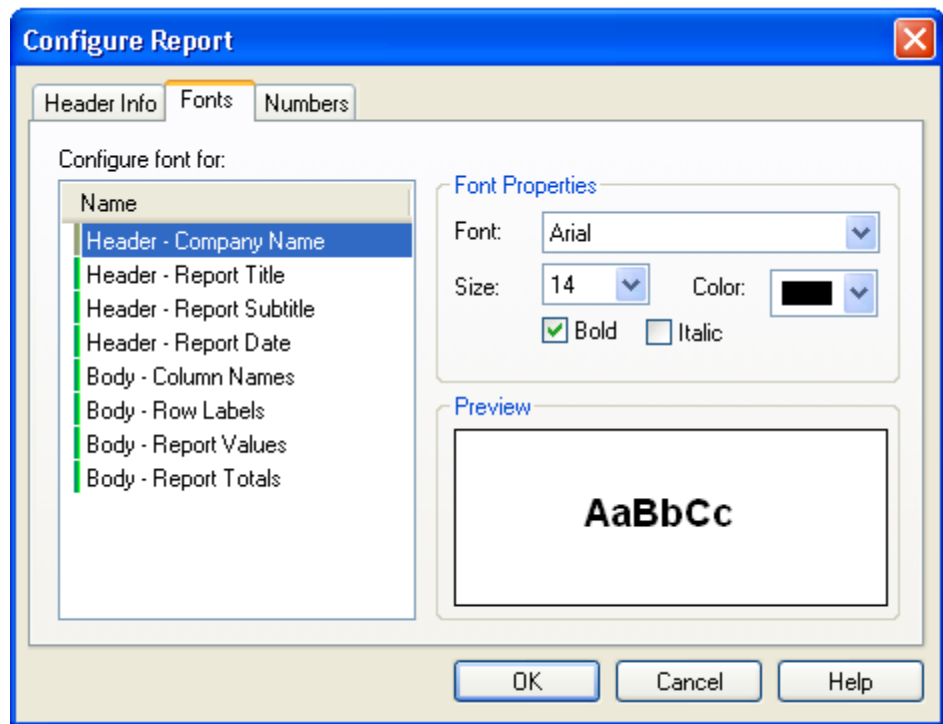 Configure Report
Header Info Fonts Numbers
Configure font for:
Name
Header - Company Name
Header - Report Title
Header - Report Subtitle
Header - Report Date
Body - Column Names
Body - Row Labels
Body - Report Values
Body - Report Totals
Font Properties
Font: Arial
Size: 14 Color:
Bold Italic
Preview
AaBbCc
OK Cancel Help